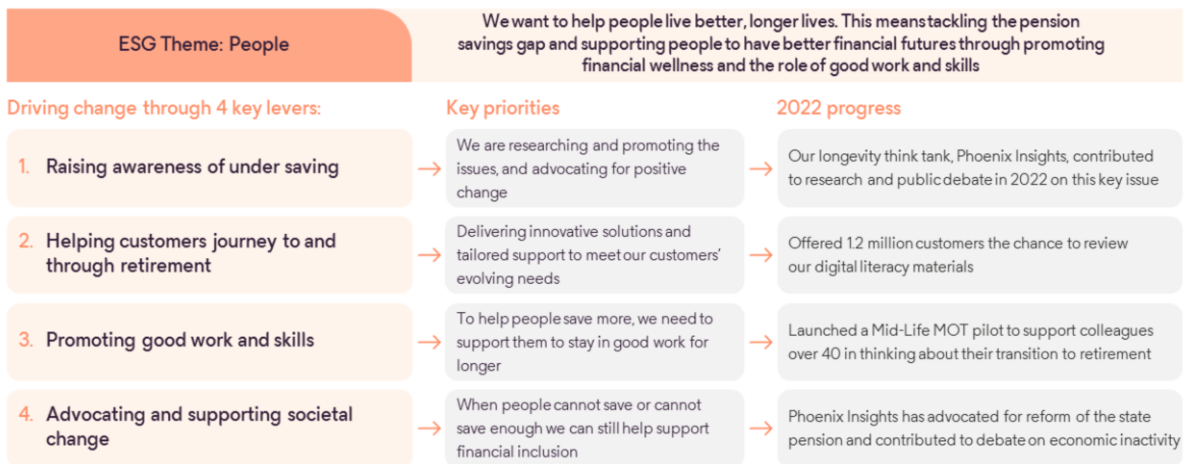 ESG Theme: People
We want to help people live better, longer lives. This means tackling the pension
savings gap and supporting people to have better financial futures through promoting
financial wellness and the role of good work and skills
Driving change through 4 key levers:
Key priorities
2022 progress
1. Raising awareness of under saving
We are researching and promoting the
issues, and advocating for positive
change
Our longevity think tank, Phoenix Insights, contributed
to research and public debate in 2022 on this key issue
2. Helping customers journey to and
through retirement
Delivering innovative solutions and
tailored support to meet our customers'
evolving needs
Offered 1.2 million customers the chance to review
our digital literacy materials
3. Promoting good work and skills
To help people save more, we need to
support them to stay in good work for
longer
Launched a Mid-Life MOT pilot to support colleagues
over 40 in thinking about their transition to retirement
4. Advocating and supporting societal
change
When people cannot save or cannot
save enough we can still help support
financial inclusion
Phoenix Insights has advocated for reform of the state
pension and contributed to debate on economic inactivity